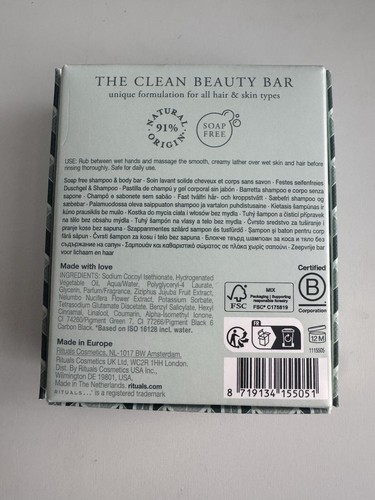 THE CLEAN BEAUTY BAR
unique formulation for all hair & skin types
NATURAL ORIGIN
91%
SOAP
FREE
USE: Rub between wet hands and massage the smooth, creamy lather over wet skin and hair before
rinsing thoroughly. Safe for daily use.
Soap free shampoo & body bar - Soin lavant solide cheveux et corps sans savon - Festes seifenfreies
Duschgel & Shampoo - Pastilla de champú y gel corporal sin jabón - Barretta shampoo e corpo senza
sapone - Champô e sabonete sem sabão - Fast tvålfri hår- och kroppstvätt - Sæbefri shampoo og
sæbebar - Palamuodossa oleva saippuaton shampoo ja vartalon puhdistusaine - Kietasis šampūnas ir
kūno prausiklis be muilo - Kostka do mycia ciała i włosów bez mydła - Tuhý šampón a čisticí přípravek
na tělo bez obsahu mýdla - Tuhý šampón na vlasy a telo bez obsahu mydla - Čvrsto sredstvo za tuširanje i
pranje kose bez sapuna - Szappanmentes szilárd sampon és tusfürdő - Șampon și baton pentru corp
fără săpun - Čvrsti šampon za kosu i telo bez sapuna - Блокче твърд шампоан за коса и тяло без
съдържание на сапун - Σαμπουάν και καθαριστικό σώματος σε πλάκα χωρίς σαπούνι - Zeepvrije bar
voor lichaam en haar
Made with love
INGREDIENTS: Sodium Cocoyl Isethionate, Hydrogenated
Vegetable Oil, Aqua/Water, Polyglyceryl-4 Laurate,
Glycerin, Parfum/Fragrance, Ziziphus Jujuba Fruit Extract,
Nelumbo Nucifera Flower Extract, Potassium Sorbate,
Tetrasodium Glutamate Diacetate, Benzyl Salicylate, Hexyl
Cinnamal, Linalool, Coumarin, Alpha-Isomethyl Ionone,
CI 74260/Pigment Green 7, CI 77266/Pigment Black 6
Carbon Black. *Based on ISO 16128 incl. water.
Made in Europe
Rituals Cosmetics, NL-1017 BW Amsterdam.
Rituals Cosmetics UK Ltd, WC2R 1HH London.
Dist. By Rituals Cosmetics USA Inc.,
Wilmington DE 19801, USA.
Made in The Netherlands. rituals.com
RITUALS... is a registered trademark
Certified
B
Corporation
FSC
MIX
Packaging | Supporting
responsible forestry
FSC® C175819
FR
12 M
1115505
8 719134 155051